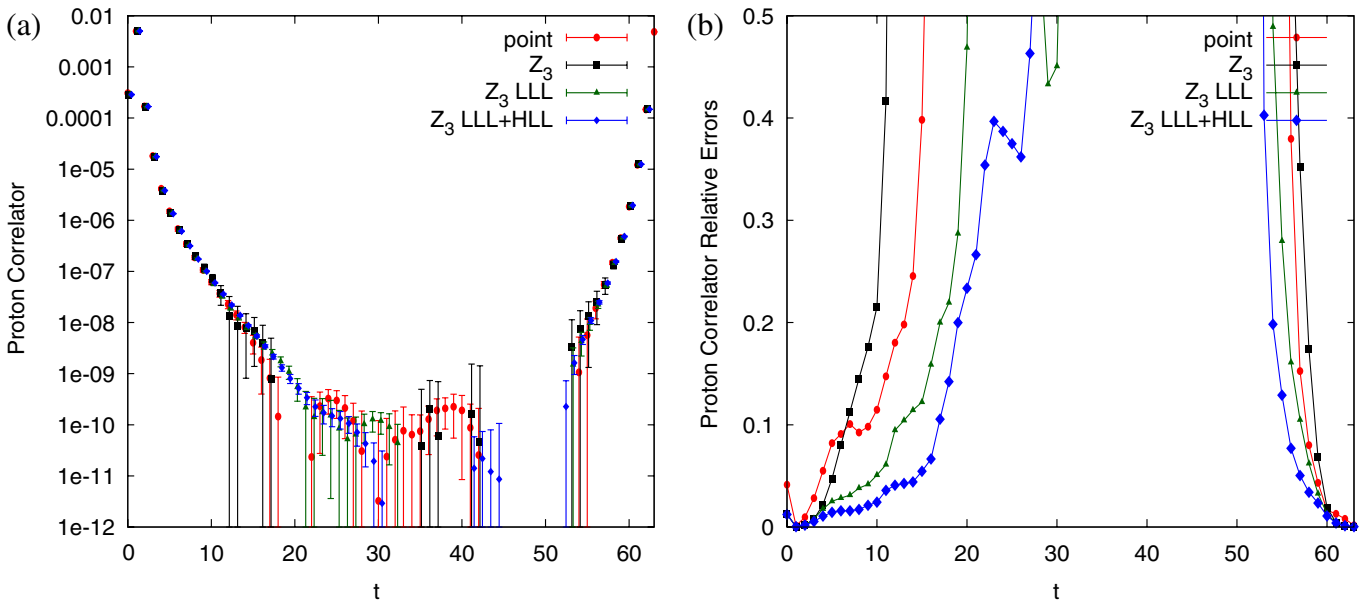 (a)
Proton Correlator
0.01
0.001
0.0001
1e-05
1e-06
1e-07
1e-08
1e-09
1e-10
1e-11
1e-12
point
Z3
Z3 LLL
Z3 LLL+HLL
0 10 20 30 40 50 60
t
(b)
Proton Correlator Relative Errors
0.5
0.4
0.3
0.2
0.1
0
point
Z3
Z3 LLL
Z3 LLL+HLL
0 10 20 30 40 50 60
t